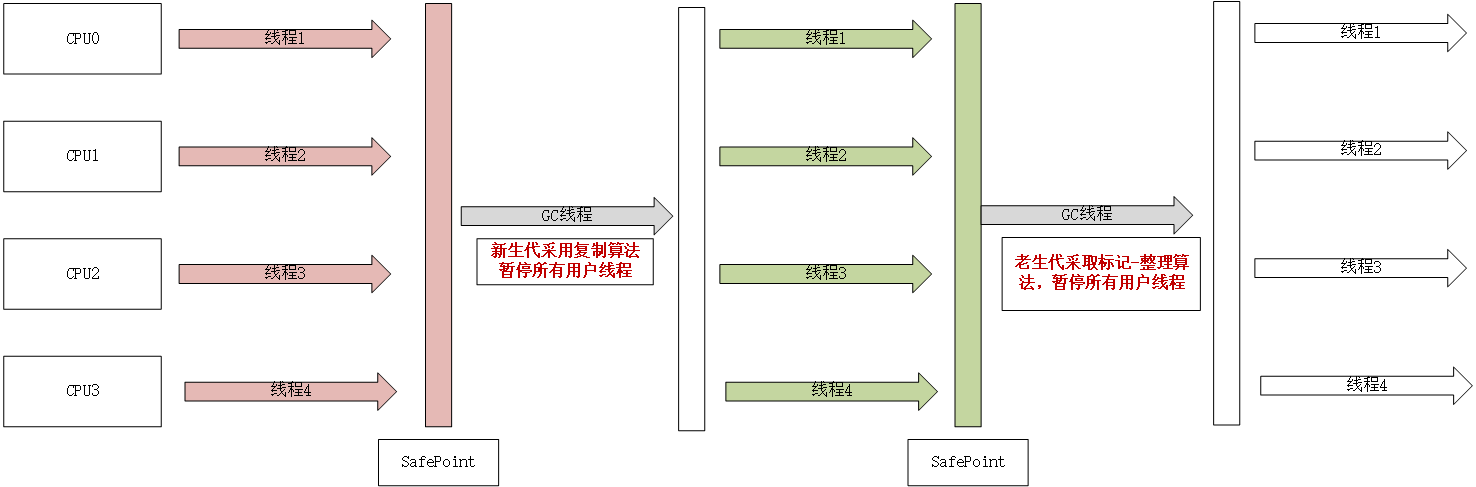 CPU0
线程1
线程1
线程1
CPU1
线程2
线程2
线程2
GC线程
GC线程
新生代采用复制算法
暂停所有用户线程
老生代采取标记-整理算
法，暂停所有用户线程
CPU2
线程3
线程3
线程3
CPU3
线程4
线程4
线程4
SafePoint
SafePoint